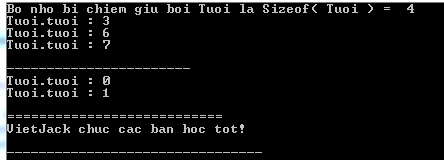 Bo nho bi chiem giu boi Tuoi la Sizeof( Tuoi ) =  4
Tuoi.tuoi : 3
Tuoi.tuoi : 6
Tuoi.tuoi : 7
-----------------------
Tuoi.tuoi : 0
Tuoi.tuoi : 1
===========================
VietJack chuc cac ban hoc tot!
--------------------------------